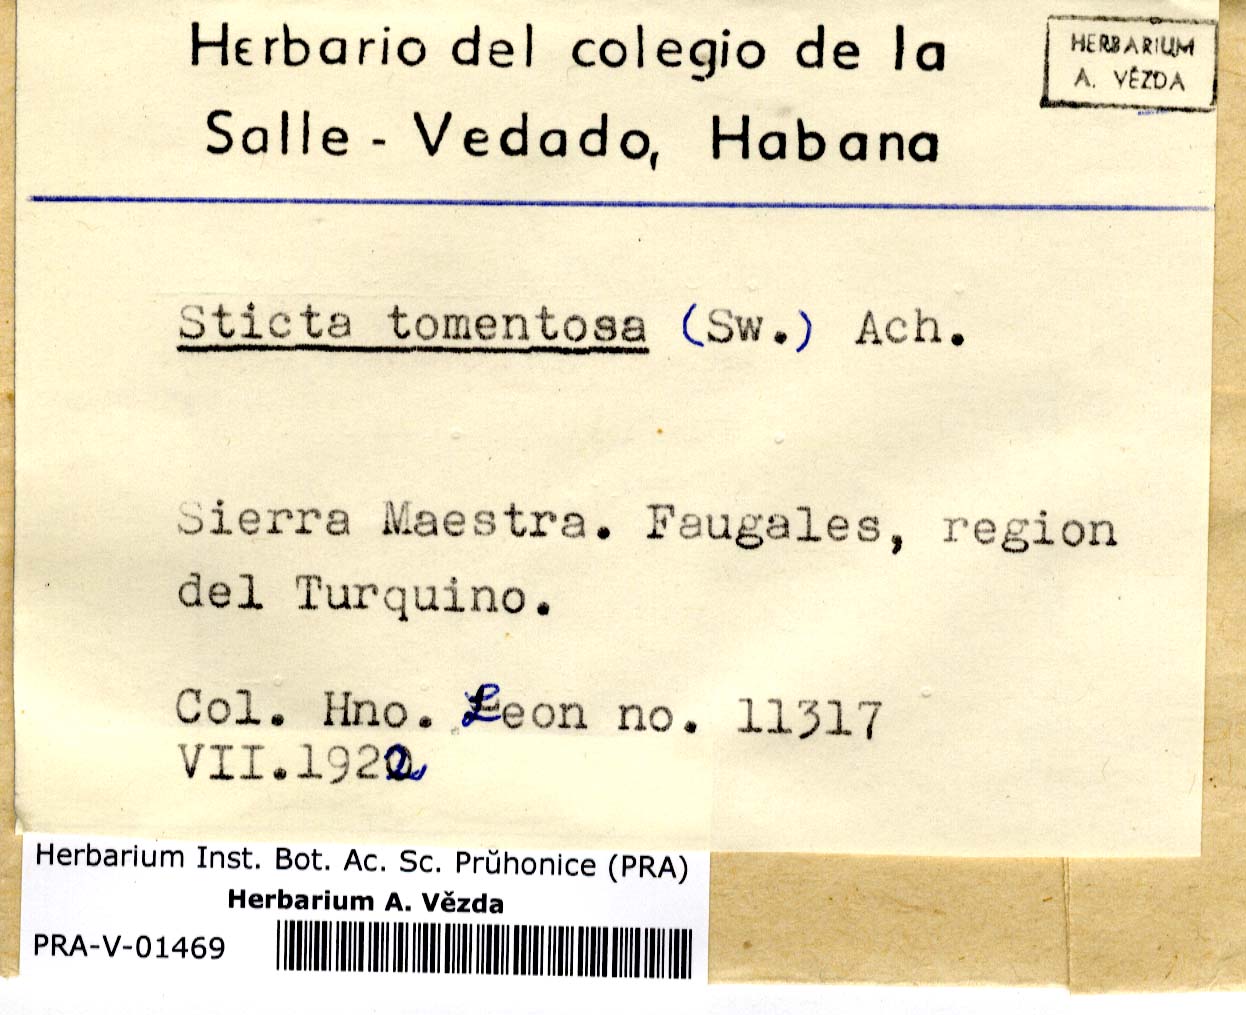 Herbario del colegio de la
Salle - Vedado, Habana
HERBARIUM
A. VĚZDA
Sticta tomentosa (Sw.) Ach.
Sierra Maestra. Faugales, region
del Turquino.
Col. Hno. Leon no. 11317
VII.1922
Herbarium Inst. Bot. Ac. Sc. Prŭhonice (PRA)
Herbarium A. Vězda
PRA-V-01469